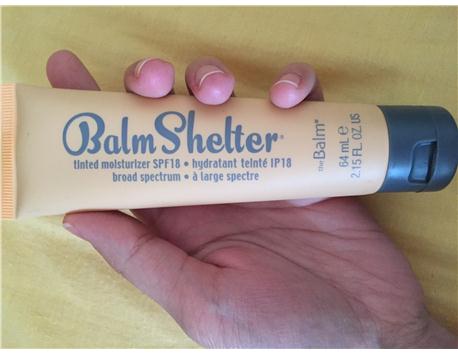 BalmShelter®
tinted moisturizer SPF18 • hydratant teinté IP18
broad spectrum • à large spectre
theBalm®
64 mL e
2.15 FL. OZ US